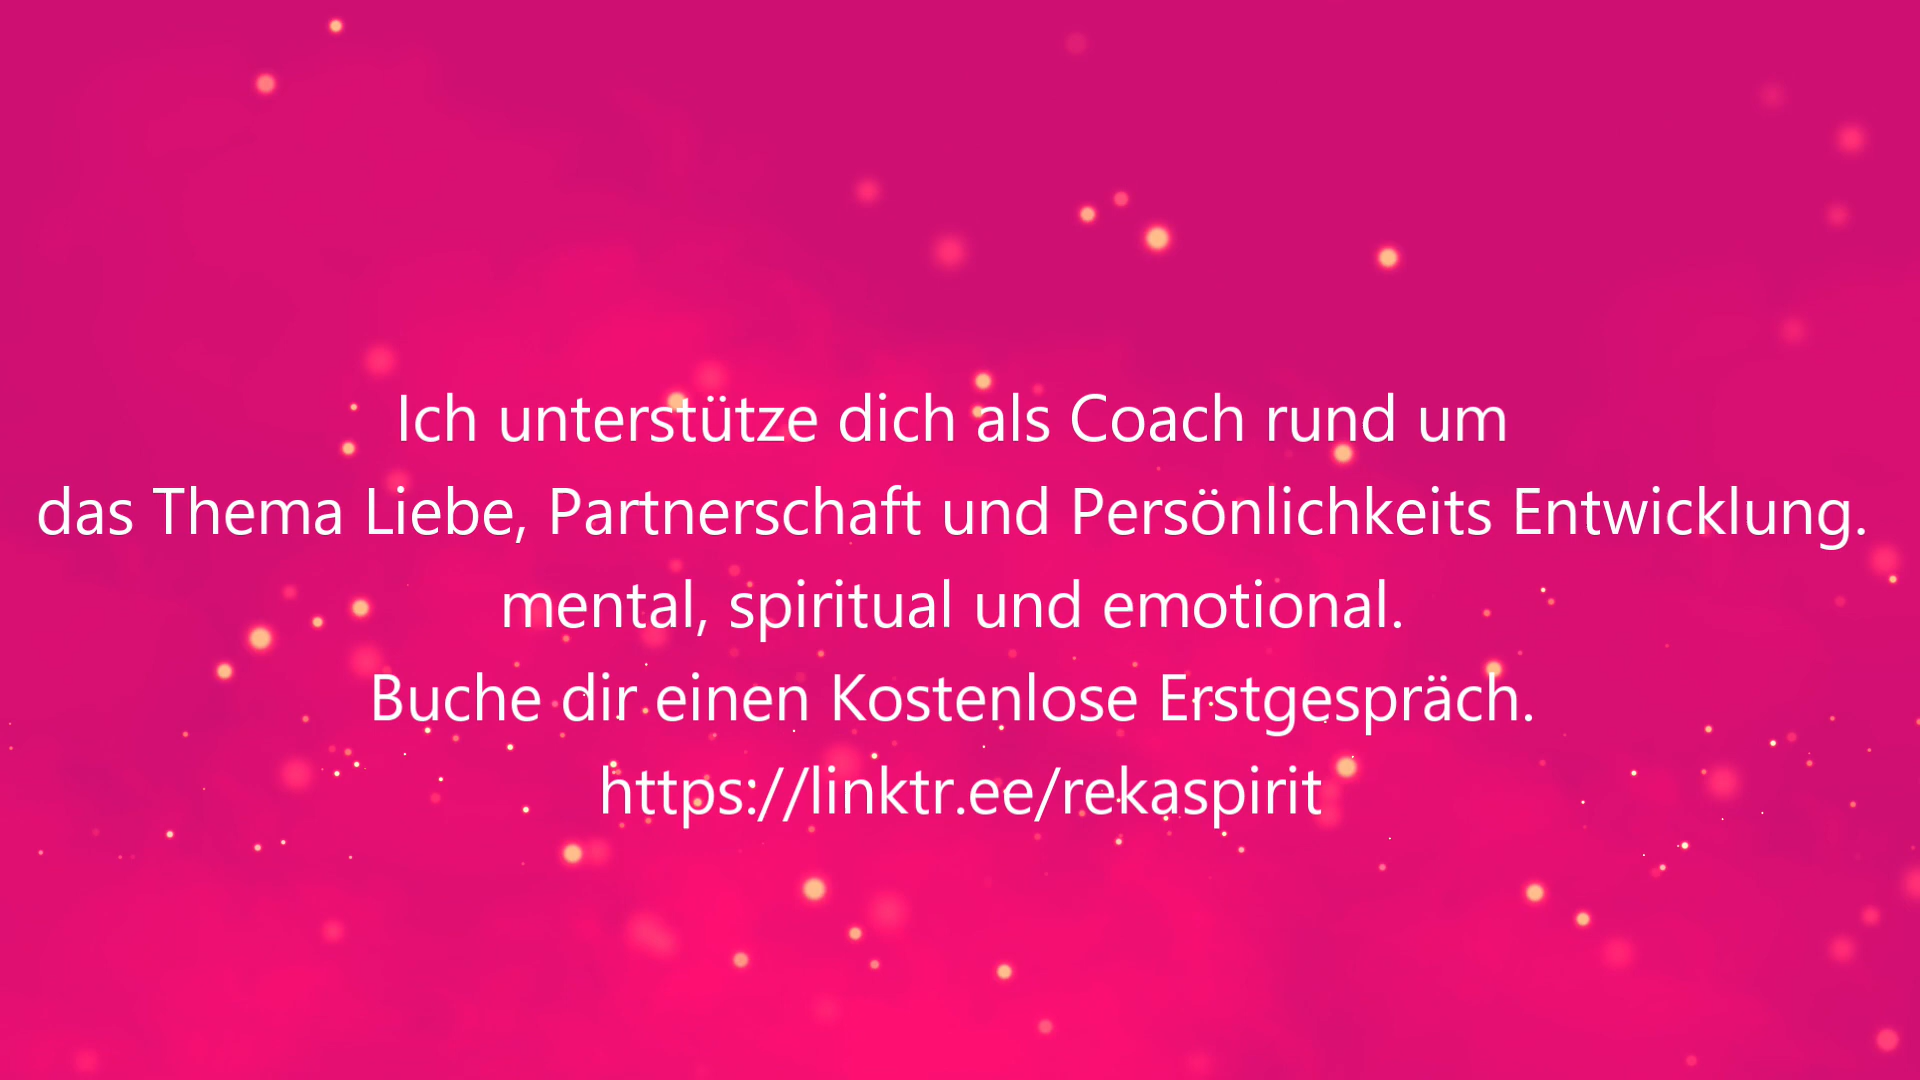 Ich unterstütze dich als Coach rund um
das Thema Liebe, Partnerschaft und Persönlichkeits Entwicklung.
mental, spiritual und emotional.
Buche dir einen Kostenlose Erstgespräch.
https://linktr.ee/rekaspirit